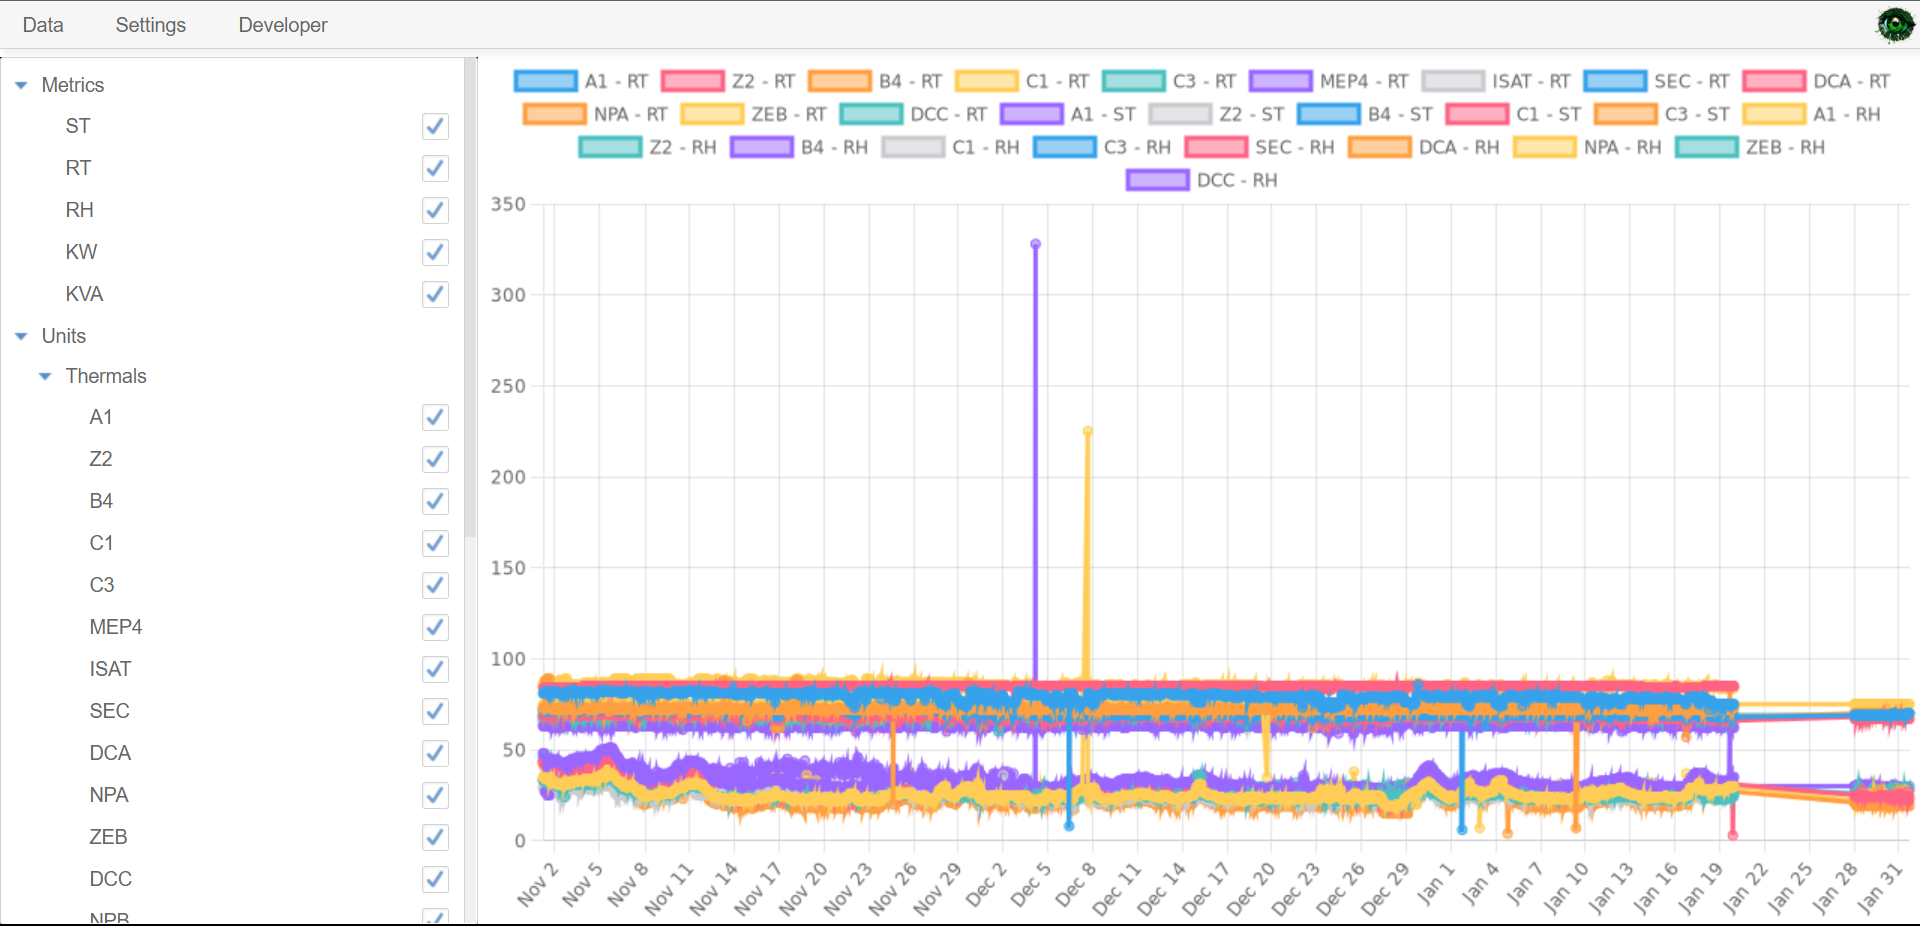 Data Settings Developer
Metrics
ST
RT
RH
KW
KVA
Units
Thermals
A1
Z2
B4
C1
C3
MEP4
ISAT
SEC
DCA
NPA
ZEB
DCC
NPB
A1 - RT Z2 - RT B4 - RT C1 - RT C3 - RT MEP4 - RT ISAT - RT SEC - RT DCA - RT
NPA - RT ZEB - RT DCC - RT A1 - ST Z2 - ST B4 - ST C1 - ST C3 - ST A1 - RH
Z2 - RH B4 - RH C1 - RH C3 - RH SEC - RH DCA - RH NPA - RH ZEB - RH
DCC - RH
350
300
250
200
150
100
50
0
Nov 2 Nov 5 Nov 8 Nov 11 Nov 14 Nov 17 Nov 20 Nov 23 Nov 26 Nov 29 Dec 2 Dec 5 Dec 8 Dec 11 Dec 14 Dec 17 Dec 20 Dec 23 Dec 26 Dec 29 Jan 1 Jan 4 Jan 7 Jan 10 Jan 13 Jan 16 Jan 19 Jan 22 Jan 25 Jan 28 Jan 31